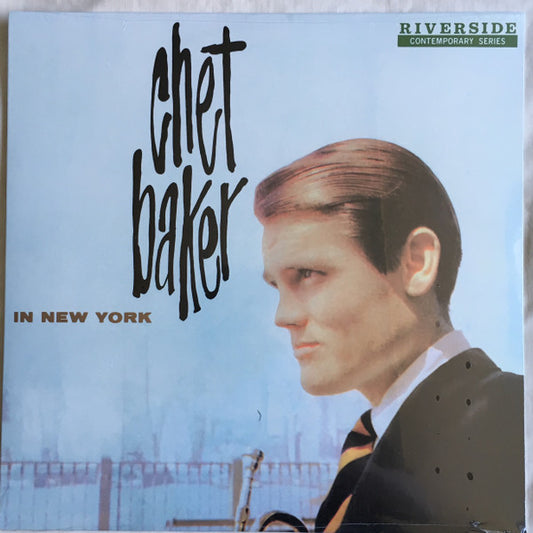 RIVERSIDE
CONTEMPORARY SERIES
chet
baker
IN NEW YORK